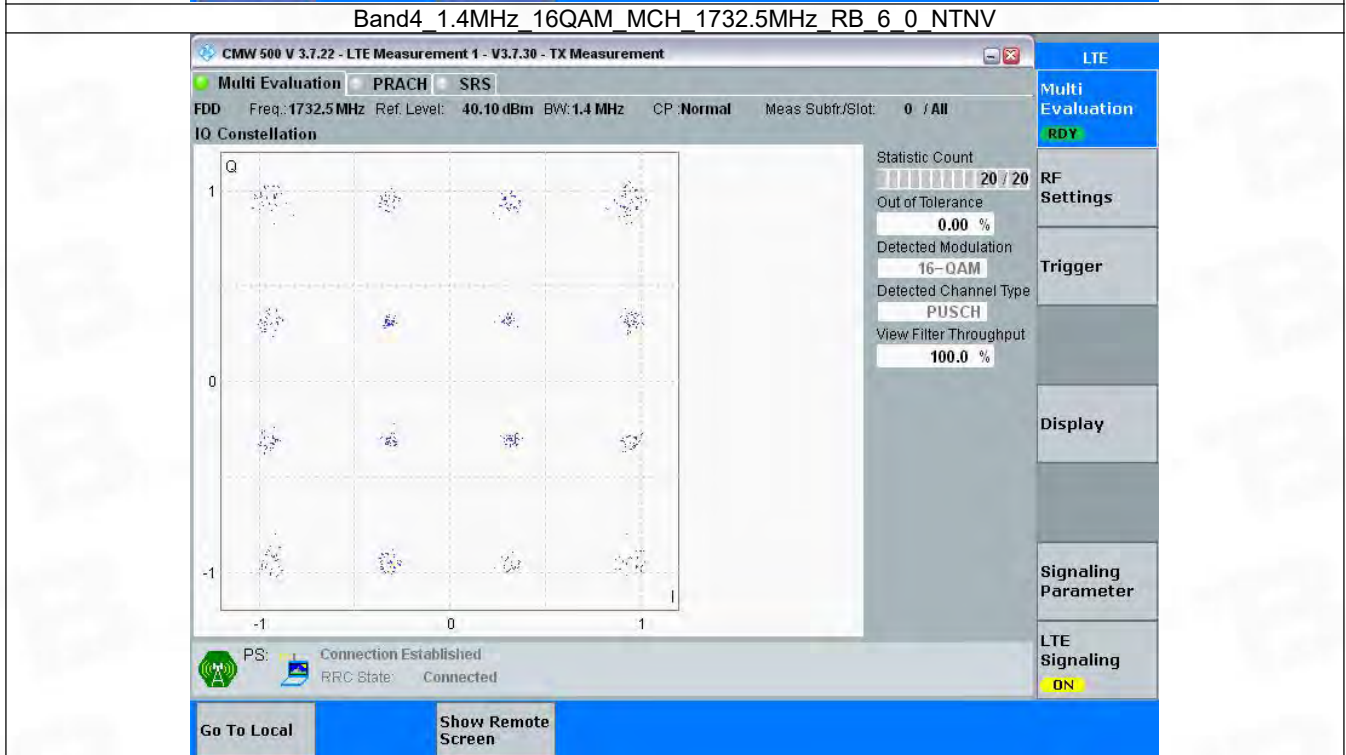 Band4_1.4MHz_16QAM_MCH_1732.5MHz_RB_6_0_NTNV
CMW 500 V 3.7.22 - LTE Measurement 1 - V3.7.30 - TX Measurement
LTE
Multi Evaluation PRACH SRS
FDD Freq.: 1732.5 MHz Ref. Level: 40.10 dBm BW: 1.4 MHz CP :Normal Meas Subfr./Slot: 0 / All
IQ Constellation
Multi
Evaluation
RDY
Q
1
0
-1
-1 0 1
I
Statistic Count
20 / 20
Out of Tolerance
0.00 %
Detected Modulation
16-QAM
Detected Channel Type
PUSCH
View Filter Throughput
100.0 %
RF
Settings
Trigger
Display
Signaling
Parameter
LTE
Signaling
ON
PS: Connection Established
RRC State: Connected
Go To Local
Show Remote
Screen